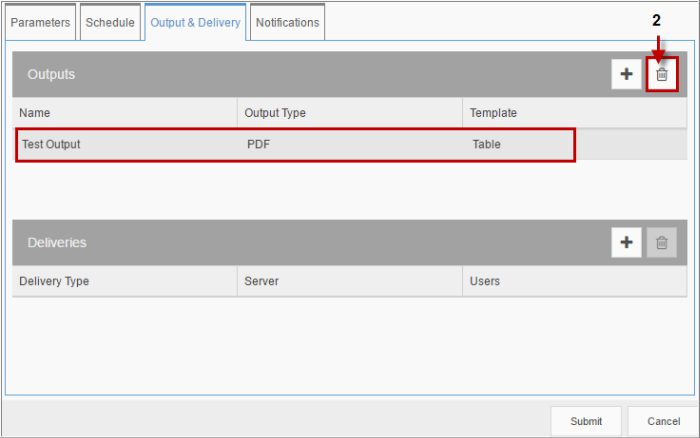 Parameters Schedule Output & Delivery Notifications 2
Outputs
Name Output Type Template
Test Output PDF Table
Deliveries
Delivery Type Server Users
Submit Cancel